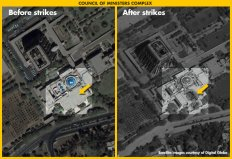 COUNCIL OF MINISTERS COMPLEX
Before strikes
After strikes
Satellite images courtesy of Digital Globe